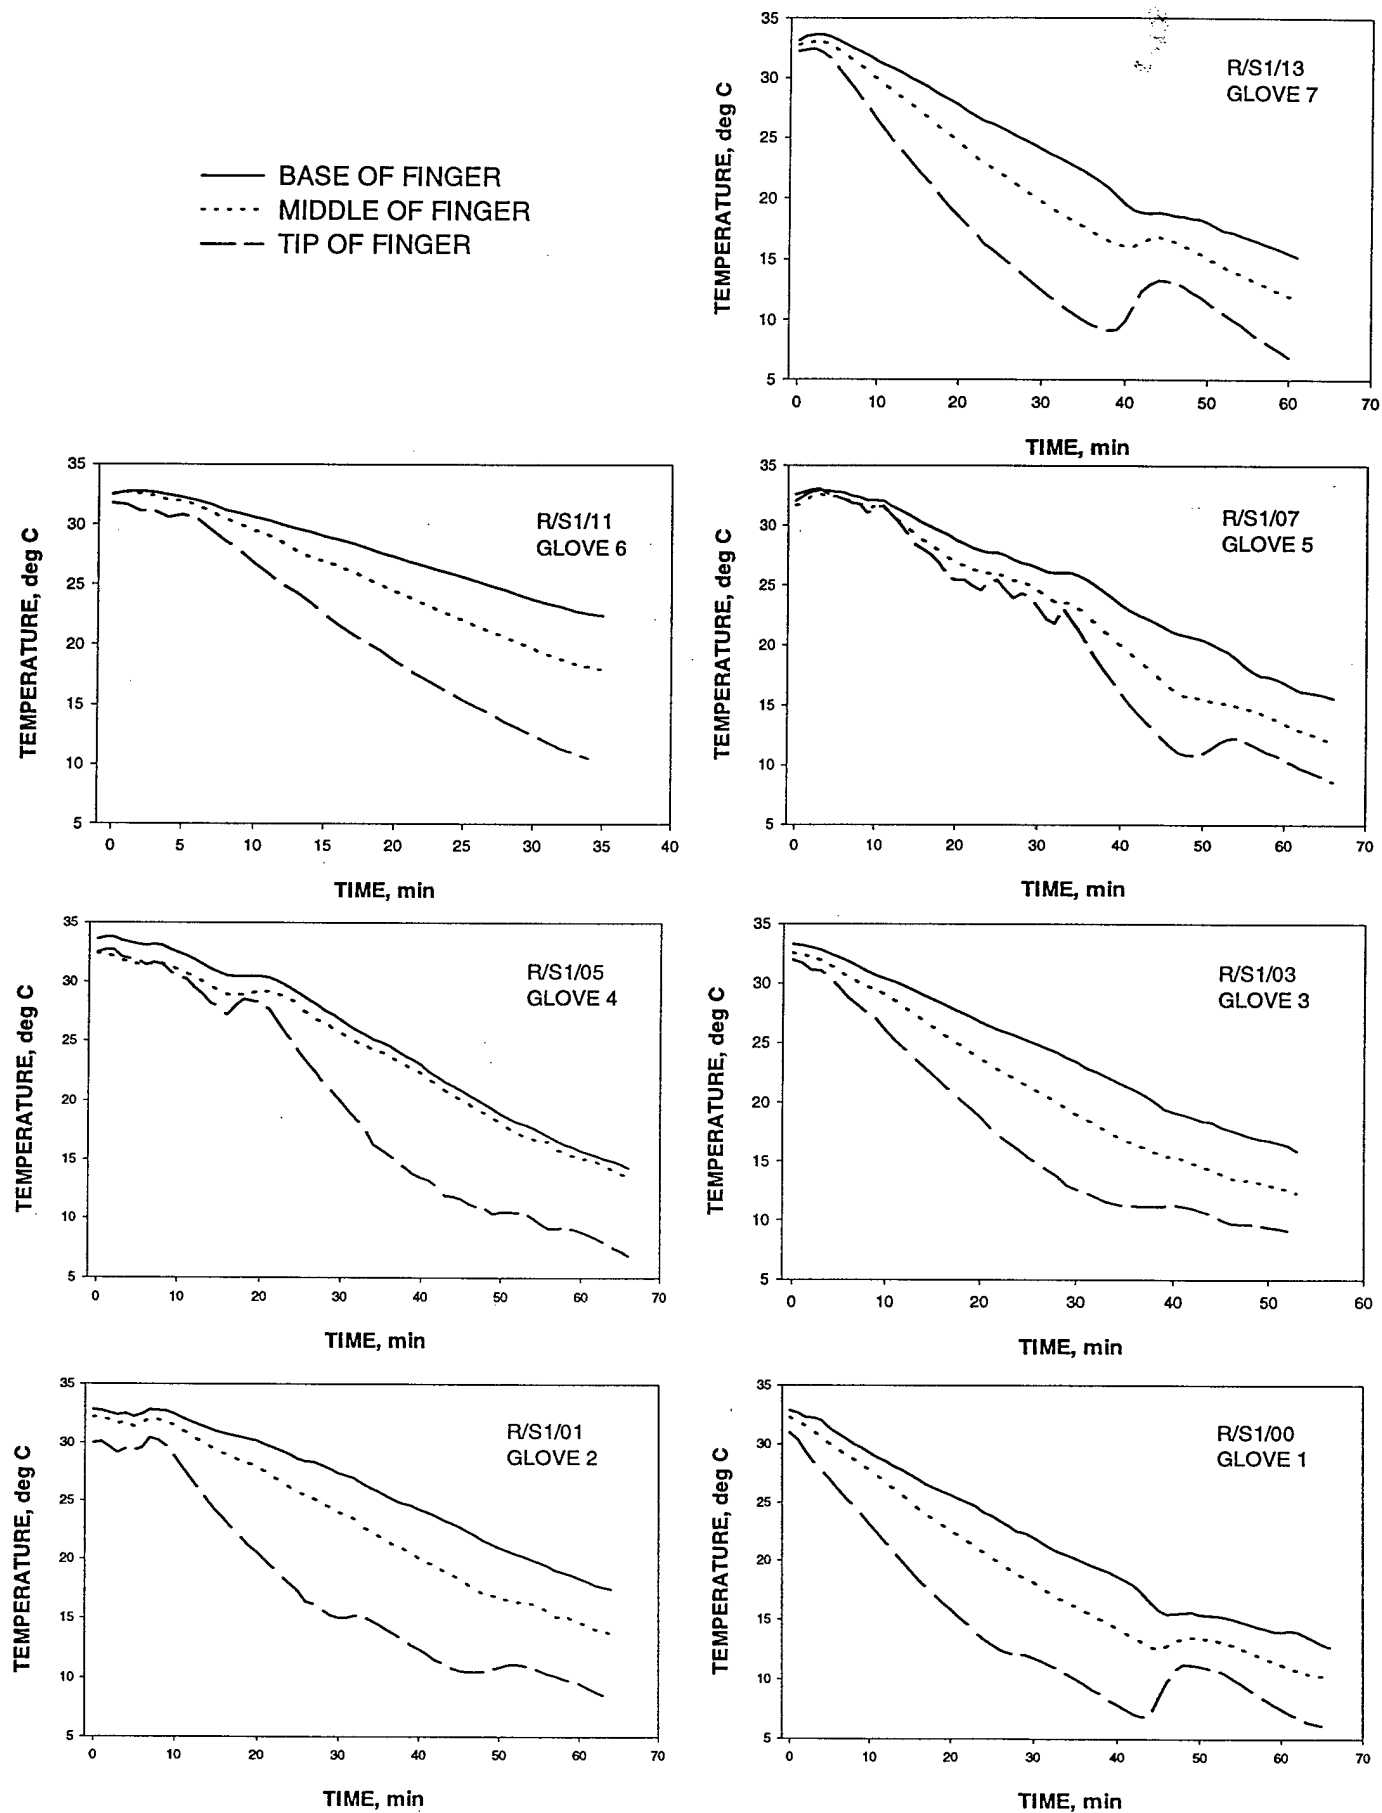 BASE OF FINGER
MIDDLE OF FINGER
TIP OF FINGER
TEMPERATURE, deg C
35
30
25
20
15
10
5
R/S1/13
GLOVE 7
0 10 20 30 40 50 60 70
TIME, min
TEMPERATURE, deg C
35
30
25
20
15
10
5
R/S1/11
GLOVE 6
0 5 10 15 20 25 30 35 40
TIME, min
TEMPERATURE, deg C
35
30
25
20
15
10
5
R/S1/07
GLOVE 5
0 10 20 30 40 50 60 70
TIME, min
TEMPERATURE, deg C
35
30
25
20
15
10
5
R/S1/05
GLOVE 4
0 10 20 30 40 50 60 70
TIME, min
TEMPERATURE, deg C
35
30
25
20
15
10
5
R/S1/03
GLOVE 3
0 10 20 30 40 50 60
TIME, min
TEMPERATURE, deg C
35
30
25
20
15
10
5
R/S1/01
GLOVE 2
0 10 20 30 40 50 60 70
TIME, min
TEMPERATURE, deg C
35
30
25
20
15
10
5
R/S1/00
GLOVE 1
0 10 20 30 40 50 60 70
TIME, min